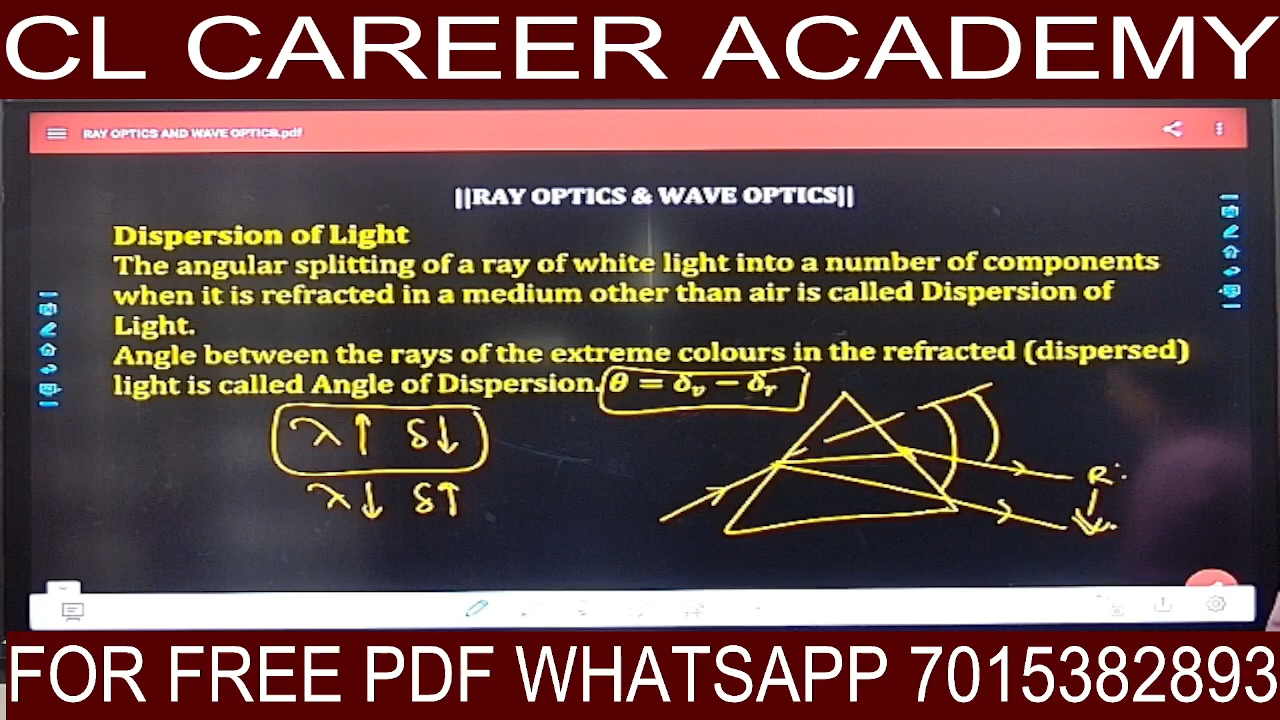 CL CAREER ACADEMY
RAY OPTICS AND WAVE OPTICS.pdf
||RAY OPTICS & WAVE OPTICS||
Dispersion of Light
The angular splitting of a ray of white light into a number of components
when it is refracted in a medium other than air is called Dispersion of
Light.
Angle between the rays of the extreme colours in the refracted (dispersed)
light is called Angle of Dispersion. θ = δᵥ − δᵣ
λ ↑ δ ↓
λ ↓ δ ↑
R
FOR FREE PDF WHATSAPP 7015382893